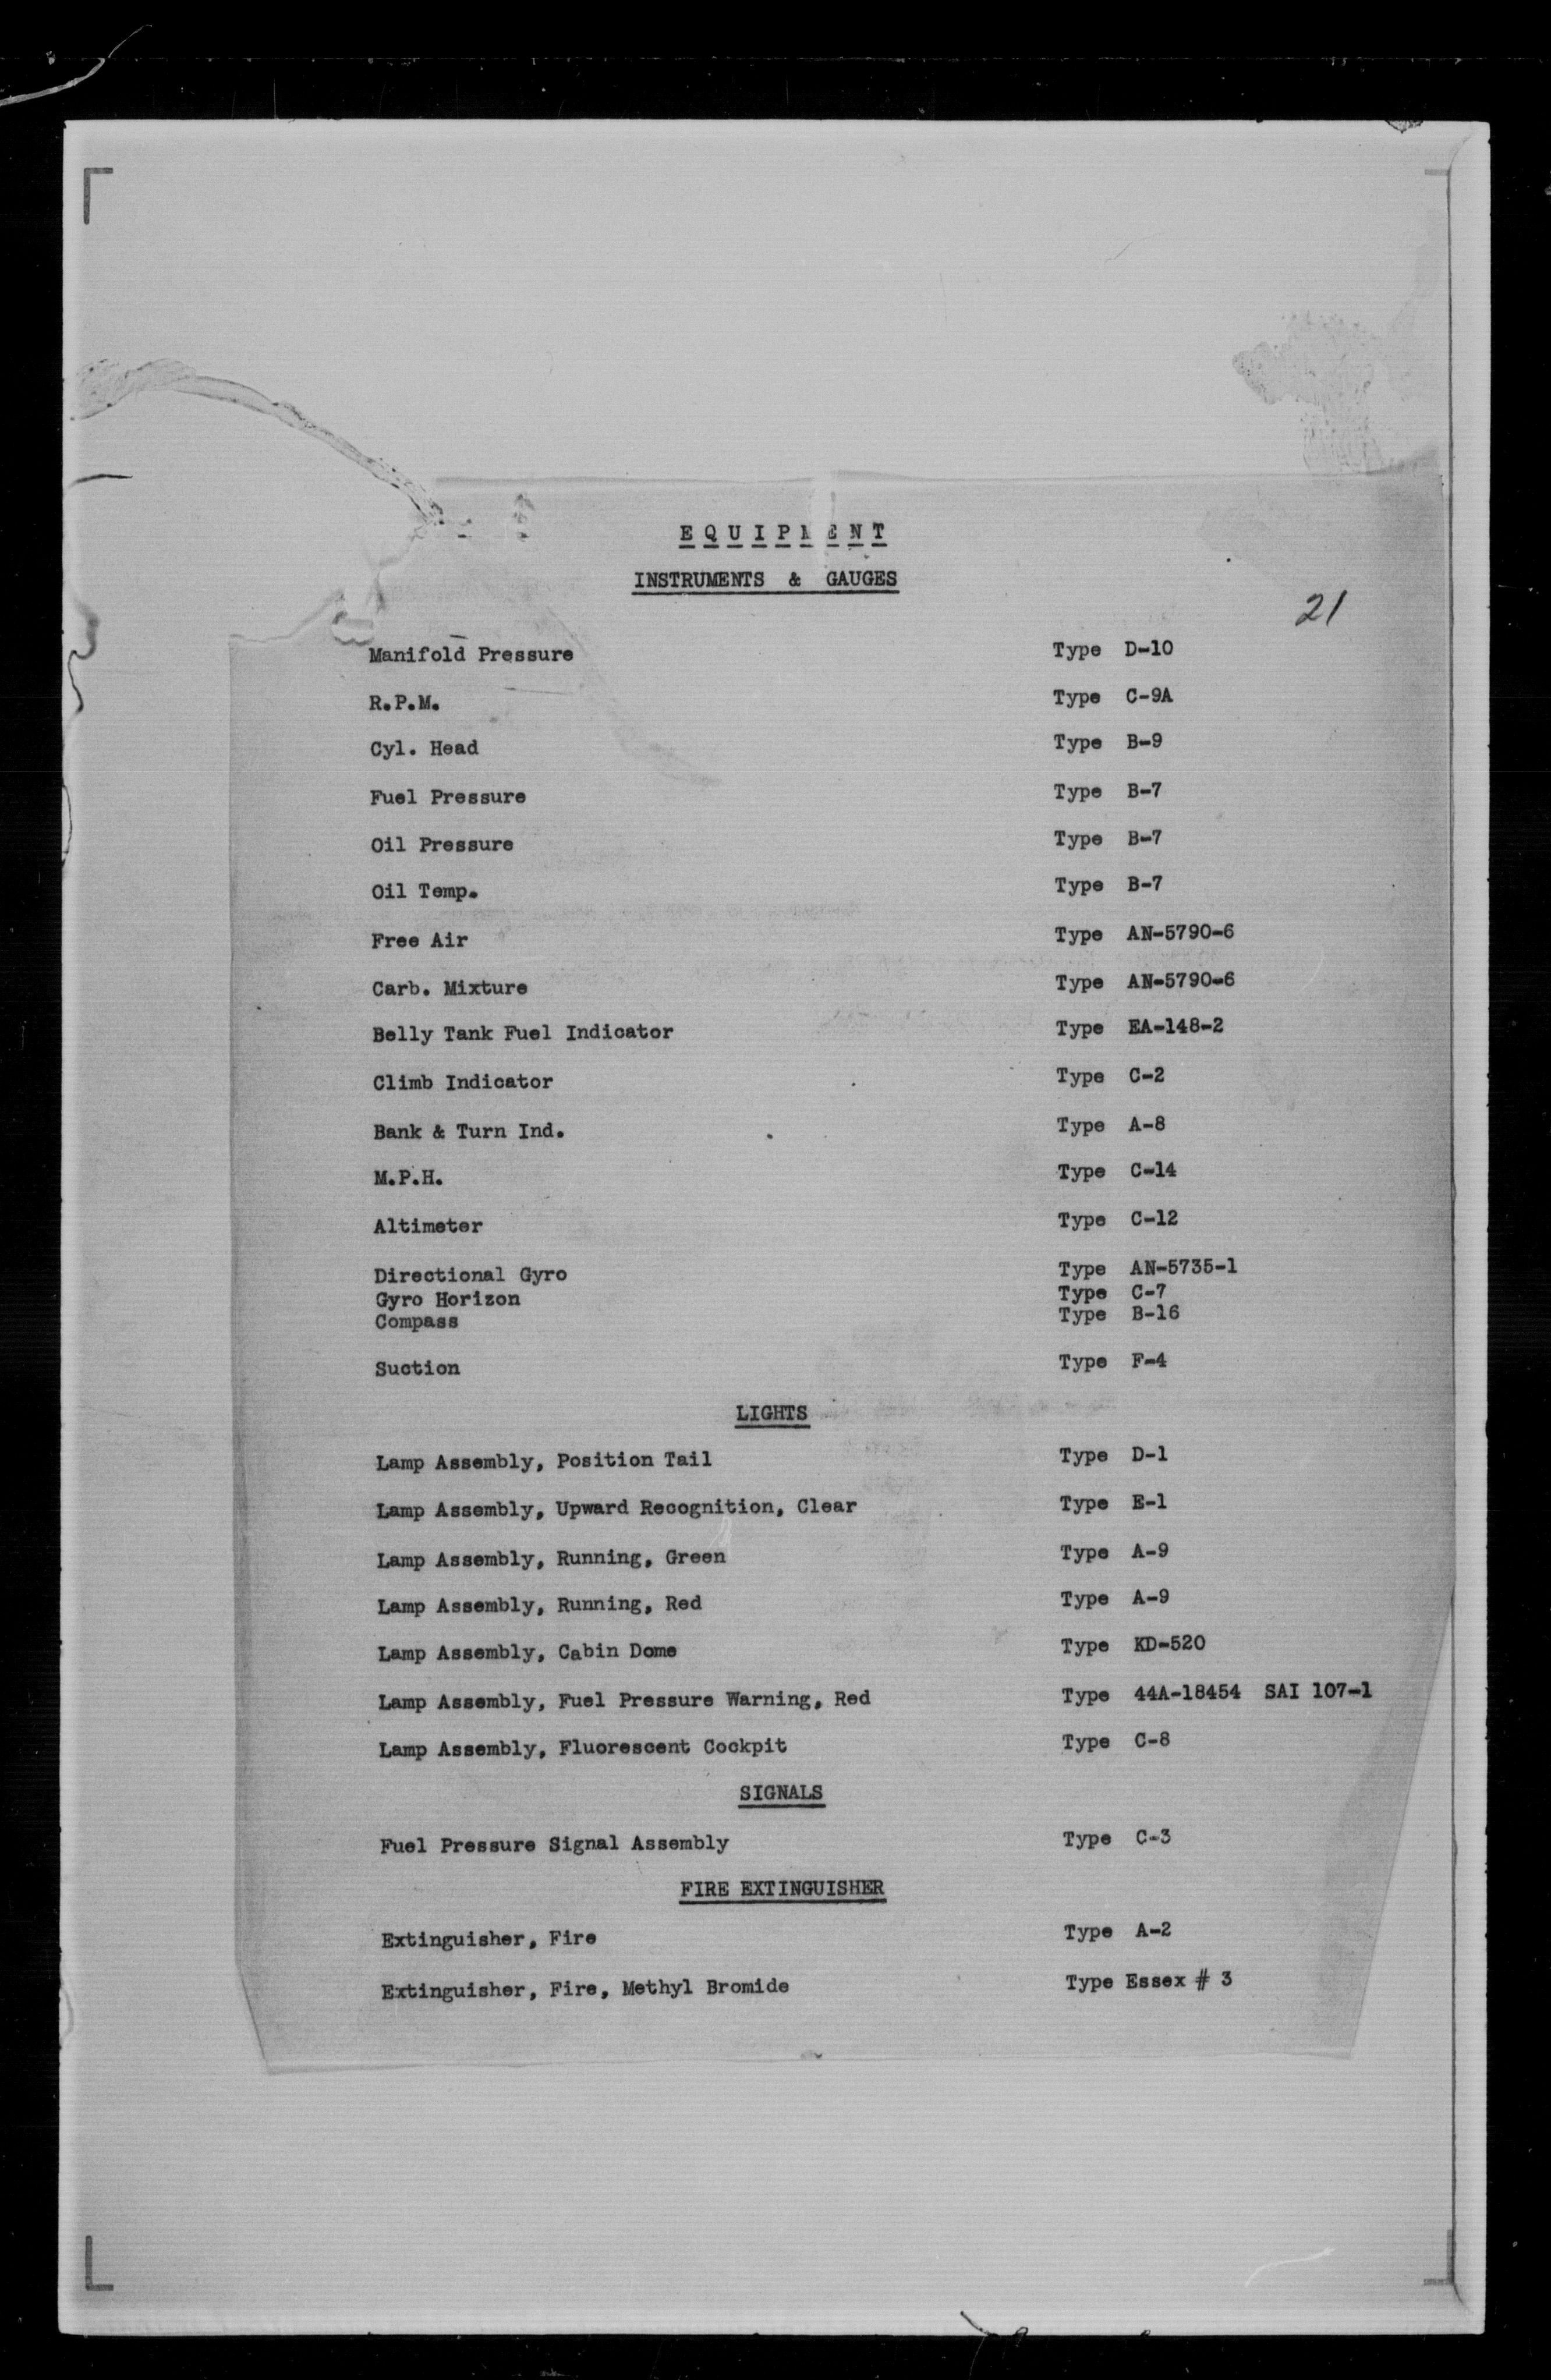 E Q U I P M E N T
INSTRUMENTS & GAUGES
21
Manifold Pressure Type D-10
R.P.M. Type C-9A
Cyl. Head Type B-9
Fuel Pressure Type B-7
Oil Pressure Type B-7
Oil Temp. Type B-7
Free Air Type AN-5790-6
Carb. Mixture Type AN-5790-6
Belly Tank Fuel Indicator Type EA-148-2
Climb Indicator Type C-2
Bank & Turn Ind. Type A-8
M.P.H. Type C-14
Altimeter Type C-12
Directional Gyro Type AN-5735-1
Gyro Horizon Type C-7
Compass Type B-16
Suction Type F-4
LIGHTS
Lamp Assembly, Position Tail Type D-1
Lamp Assembly, Upward Recognition, Clear Type E-1
Lamp Assembly, Running, Green Type A-9
Lamp Assembly, Running, Red Type A-9
Lamp Assembly, Cabin Dome Type KD-520
Lamp Assembly, Fuel Pressure Warning, Red Type 44A-18454 SAI 107-1
Lamp Assembly, Fluorescent Cockpit Type C-8
SIGNALS
Fuel Pressure Signal Assembly Type C-3
FIRE EXTINGUISHER
Extinguisher, Fire Type A-2
Extinguisher, Fire, Methyl Bromide Type Essex # 3